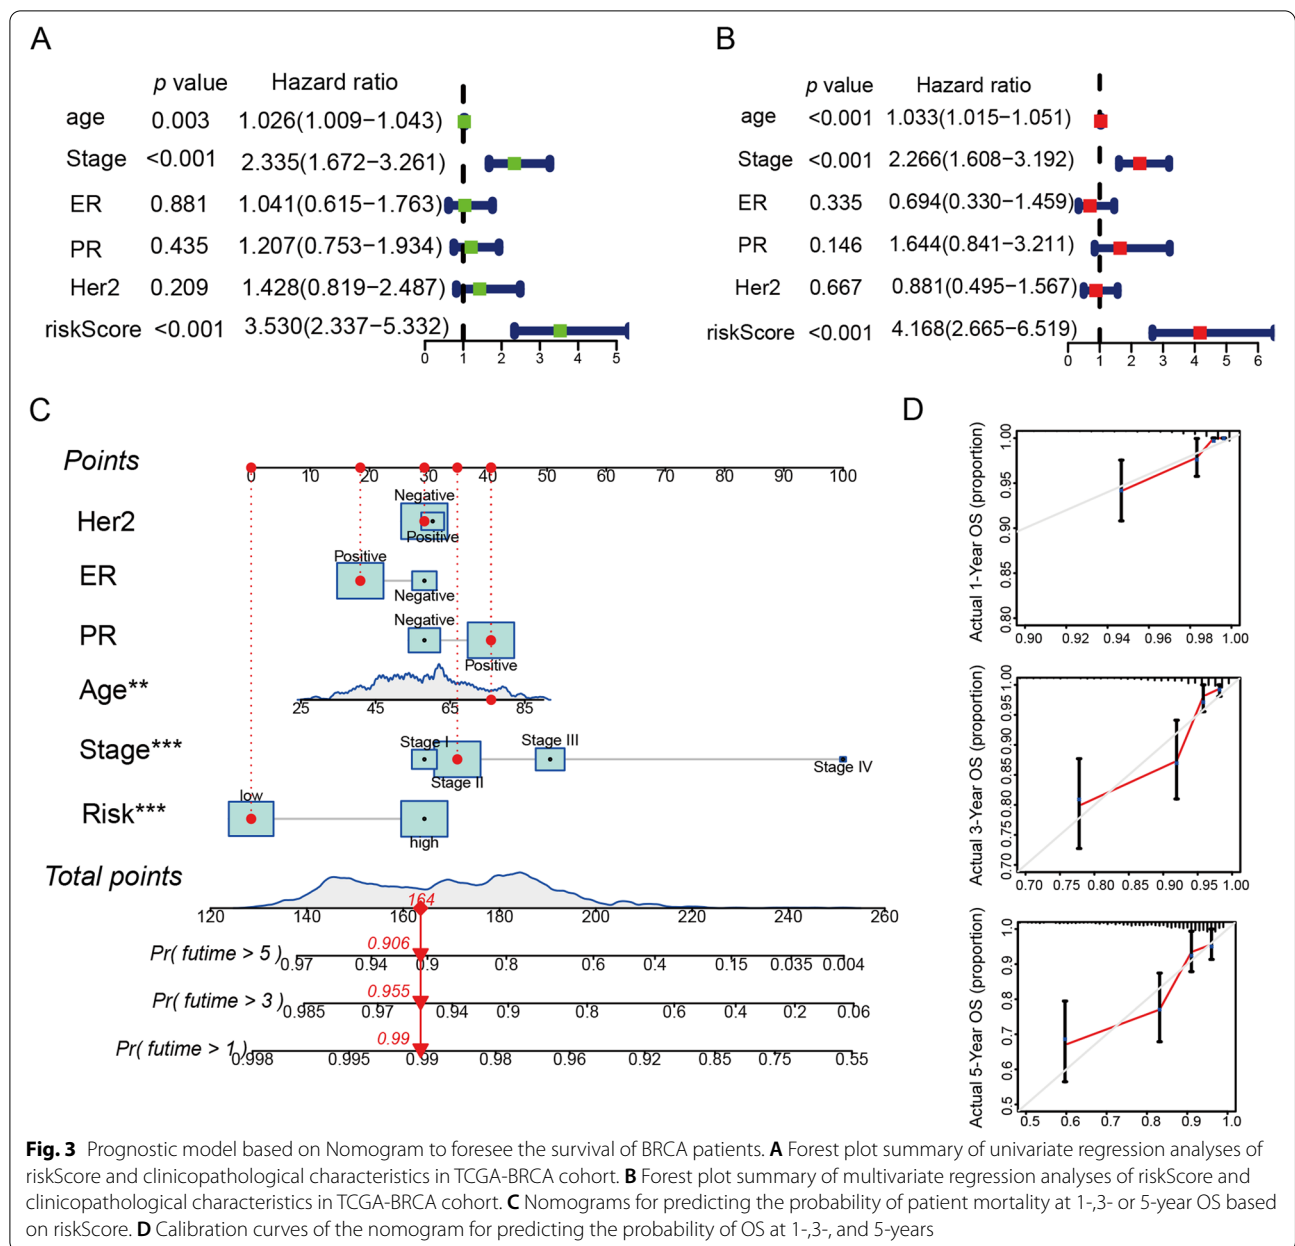 A
p value Hazard ratio
age 0.003 1.026(1.009−1.043)
Stage <0.001 2.335(1.672−3.261)
ER 0.881 1.041(0.615−1.763)
PR 0.435 1.207(0.753−1.934)
Her2 0.209 1.428(0.819−2.487)
riskScore <0.001 3.530(2.337−5.332)
0 1 2 3 4 5
B
p value Hazard ratio
age <0.001 1.033(1.015−1.051)
Stage <0.001 2.266(1.608−3.192)
ER 0.335 0.694(0.330−1.459)
PR 0.146 1.644(0.841−3.211)
Her2 0.667 0.881(0.495−1.567)
riskScore <0.001 4.168(2.665−6.519)
0 1 2 3 4 5 6
C
Points
0 10 20 30 40 50 60 70 80 90 100
Negative
Her2
Positive
Positive
ER
Negative
Negative
PR
Positive
Age**
25 45 65 85
Stage I Stage III
Stage***
Stage II Stage IV
low
Risk***
high
Total points
164
120 140 160 180 200 220 240 260
0.906
Pr( futime > 5 )
0.97 0.94 0.9 0.8 0.6 0.4 0.15 0.035 0.004
0.955
Pr( futime > 3 )
0.985 0.97 0.94 0.9 0.8 0.6 0.4 0.2 0.06
0.99
Pr( futime > 1 )
0.998 0.995 0.99 0.98 0.96 0.92 0.85 0.75 0.55
D
Actual 1-Year OS (proportion)
0.80 0.85 0.90 0.95 1.00
0.90 0.92 0.94 0.96 0.98 1.00
Actual 3-Year OS (proportion)
0.70 0.75 0.80 0.85 0.90 0.95 1.00
0.70 0.75 0.80 0.85 0.90 0.95 1.00
Actual 5-Year OS (proportion)
0.5 0.6 0.7 0.8 0.9 1.0
0.5 0.6 0.7 0.8 0.9 1.0
Fig. 3 Prognostic model based on Nomogram to foresee the survival of BRCA patients. A Forest plot summary of univariate regression analyses of
riskScore and clinicopathological characteristics in TCGA-BRCA cohort. B Forest plot summary of multivariate regression analyses of riskScore and
clinicopathological characteristics in TCGA-BRCA cohort. C Nomograms for predicting the probability of patient mortality at 1-,3- or 5-year OS based
on riskScore. D Calibration curves of the nomogram for predicting the probability of OS at 1-,3-, and 5-years